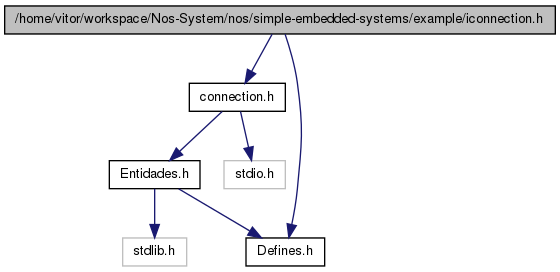 /home/vitor/workspace/Nos-System/nos/simple-embedded-systems/example/iconnection.h
connection.h
Entidades.h
stdio.h
stdlib.h
Defines.h